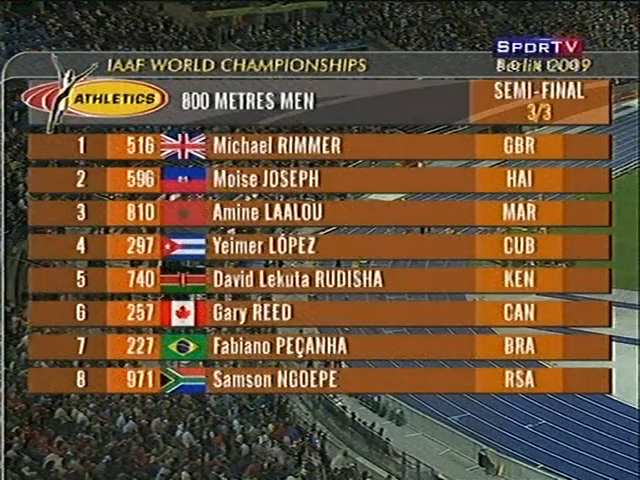 SPORTV
IAAF WORLD CHAMPIONSHIPS
Berlin 2009
ATHLETICS
800 METRES MEN
SEMI-FINAL
3/3
1 516 Michael RIMMER GBR
2 596 Moise JOSEPH HAI
3 810 Amine LAALOU MAR
4 297 Yeimer LÓPEZ CUB
5 740 David Lekuta RUDISHA KEN
6 257 Gary REED CAN
7 227 Fabiano PEÇANHA BRA
8 971 Samson NGOEPE RSA